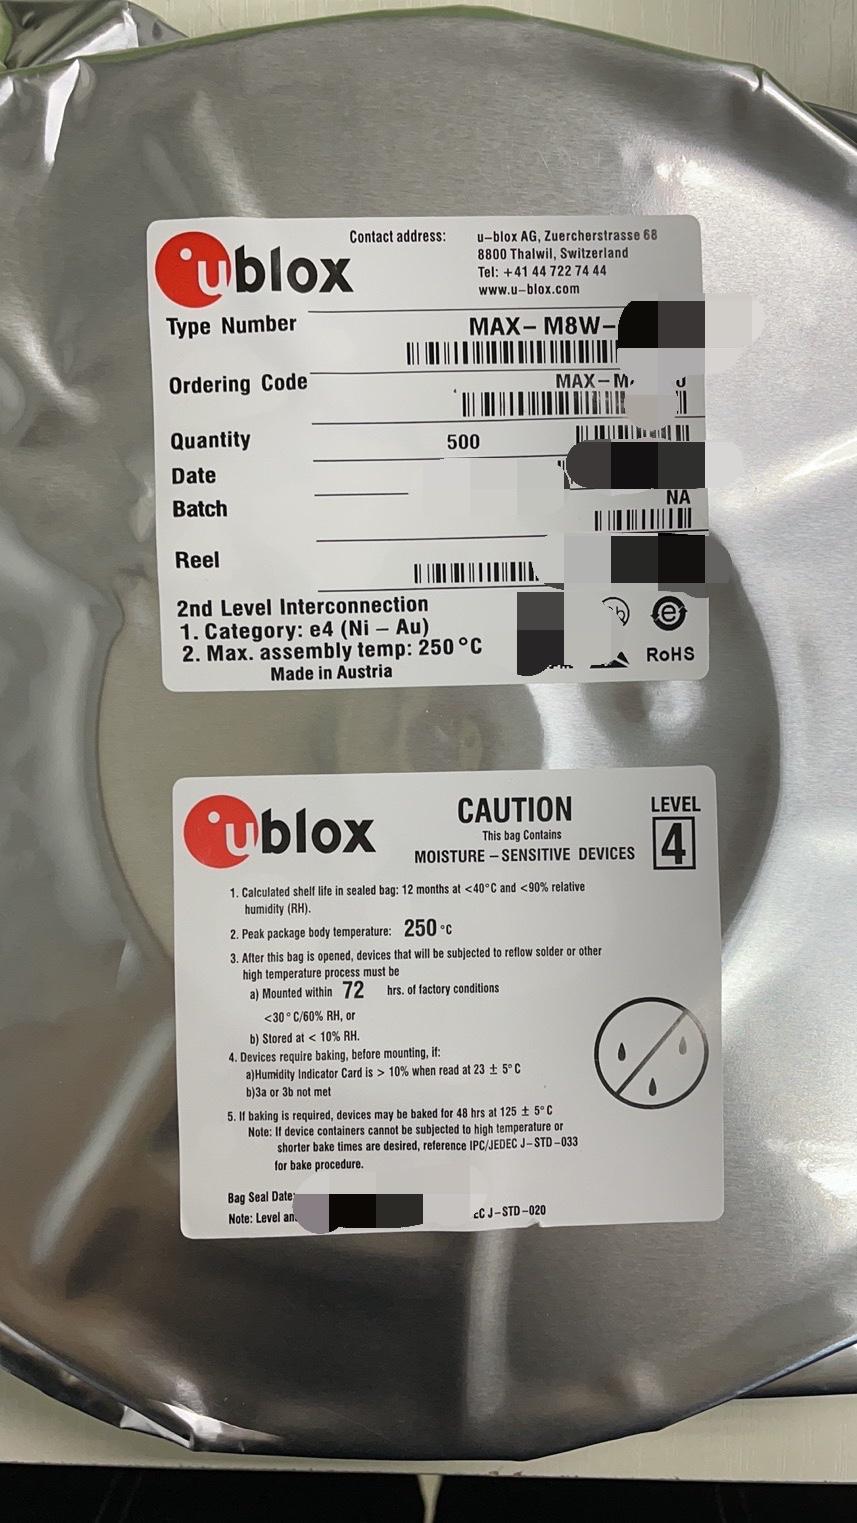 ublox
Contact address: u-blox AG, Zuercherstrasse 68
8800 Thalwil, Switzerland
Tel: +41 44 722 74 44
www.u-blox.com
Type Number MAX-M8W-
Ordering Code MAX-M
Quantity 500
Date
Batch NA
Reel
2nd Level Interconnection
1. Category: e4 (Ni - Au)
2. Max. assembly temp: 250 °C
Made in Austria
e
RoHS
ublox
CAUTION
This bag Contains
MOISTURE-SENSITIVE DEVICES
LEVEL
4
1. Calculated shelf life in sealed bag: 12 months at <40°C and <90% relative
humidity (RH).
2. Peak package body temperature: 250 °C
3. After this bag is opened, devices that will be subjected to reflow solder or other
high temperature process must be
a) Mounted within 72 hrs. of factory conditions
<30°C/60% RH, or
b) Stored at < 10% RH.
4. Devices require baking, before mounting, if:
a)Humidity Indicator Card is > 10% when read at 23 ± 5°C
b)3a or 3b not met
5. If baking is required, devices may be baked for 48 hrs at 125 ± 5°C
Note: If device containers cannot be subjected to high temperature or
shorter bake times are desired, reference IPC/JEDEC J-STD-033
for bake procedure.
Bag Seal Date:
Note: Level J-STD-020